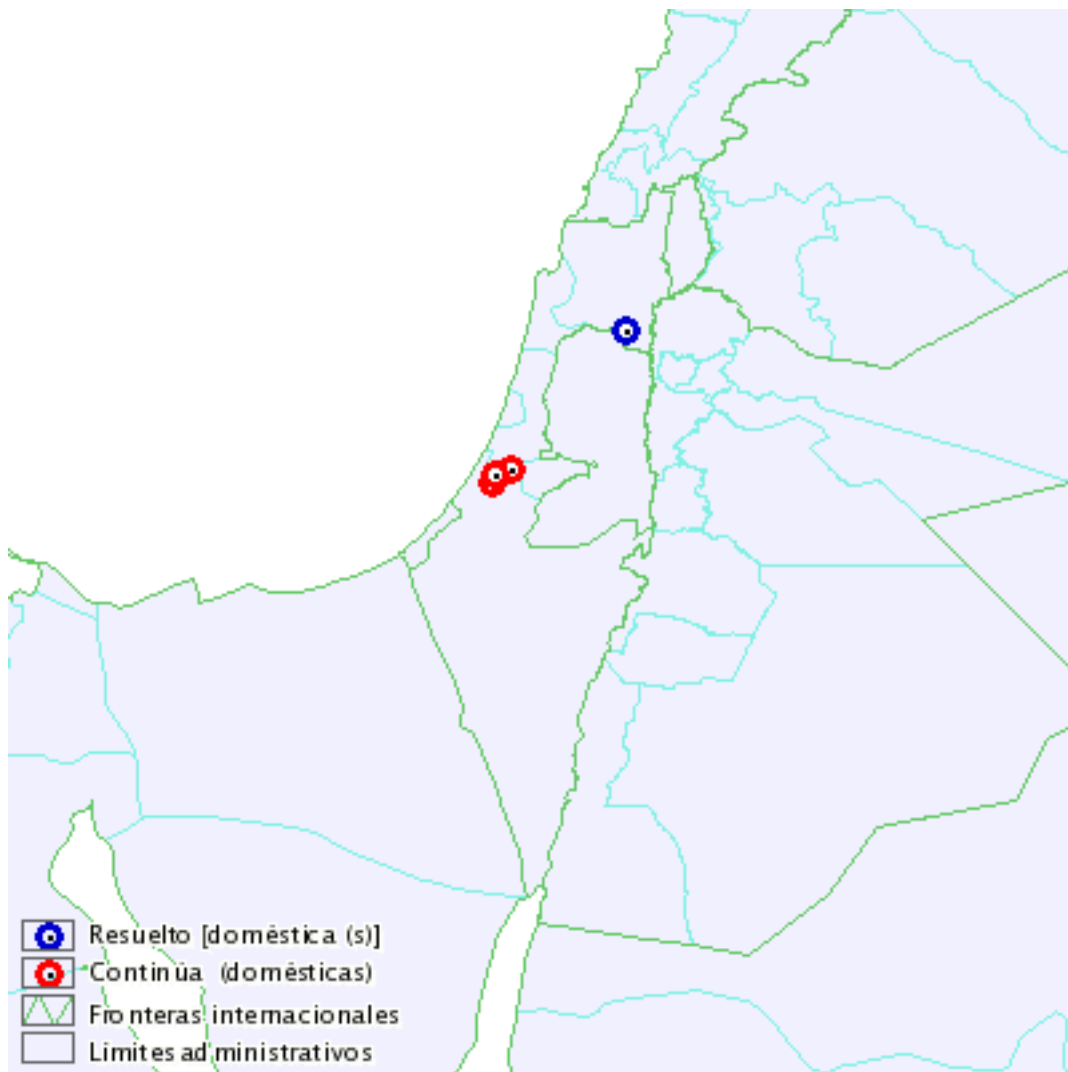 Resuelto [doméstica (s)]
Continúa (domésticas)
Fronteras internacionales
Límites administrativos